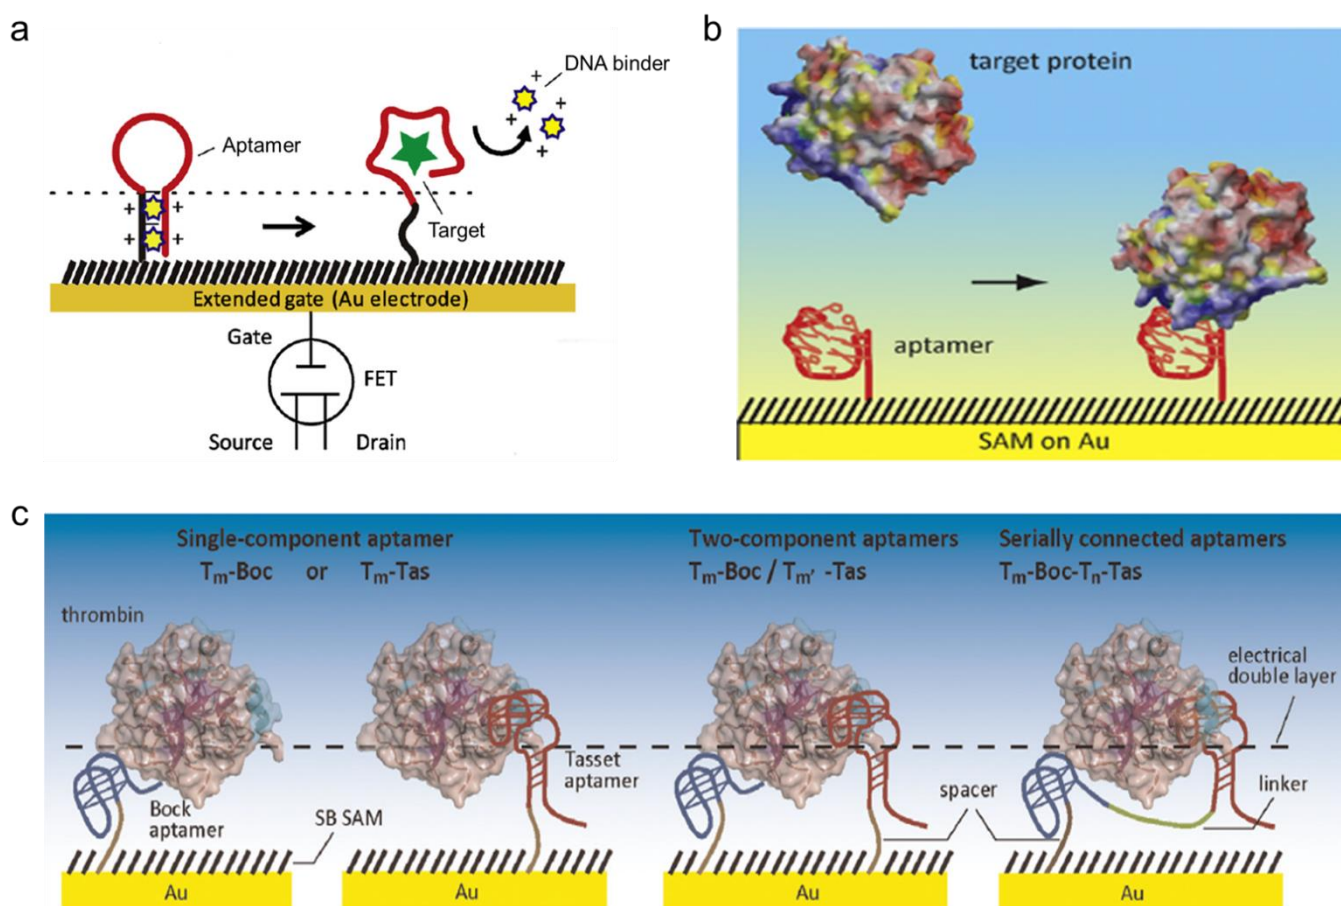 a
DNA binder
Aptamer
Target
Extended gate (Au electrode)
Gate
FET
Source
Drain
b
target protein
aptamer
SAM on Au
c
Single-component aptamer
Tm-Boc or Tm-Tas
Two-component aptamers
Tm-Boc / Tm' -Tas
Serially connected aptamers
Tm-Boc-Tn-Tas
thrombin
electrical
double layer
Tasset
aptamer
Bock
aptamer
SB SAM
spacer
linker
Au
Au
Au
Au